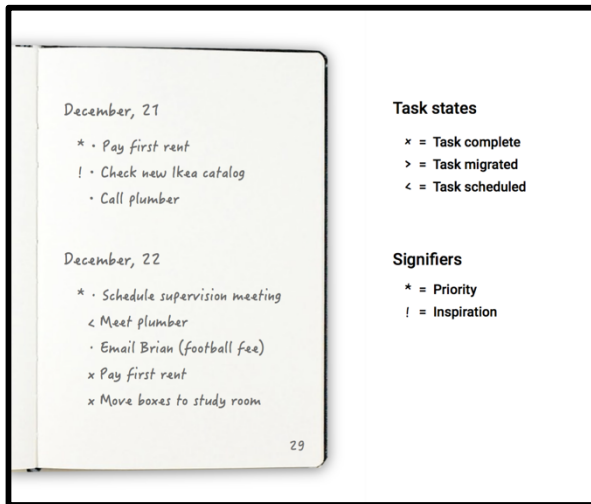 December, 21
* · Pay first rent
! · Check new Ikea catalog
· Call plumber
December, 22
* · Schedule supervision meeting
< Meet plumber
· Email Brian (football fee)
x Pay first rent
x Move boxes to study room
29
Task states
x = Task complete
> = Task migrated
< = Task scheduled
Signifiers
* = Priority
! = Inspiration